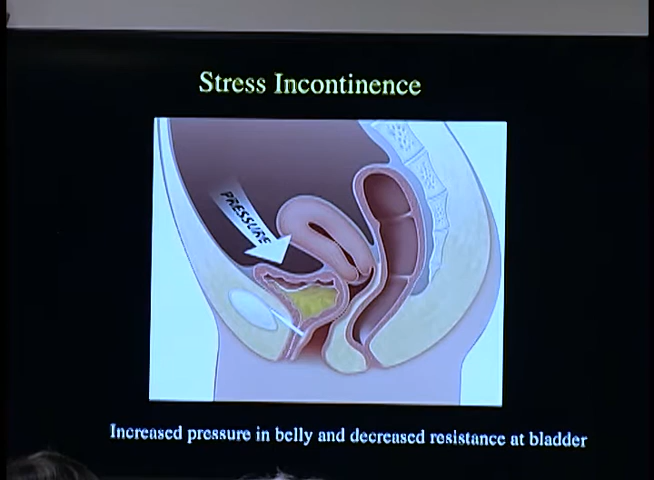 Stress Incontinence
PRESSURE
Increased pressure in belly and decreased resistance at bladder